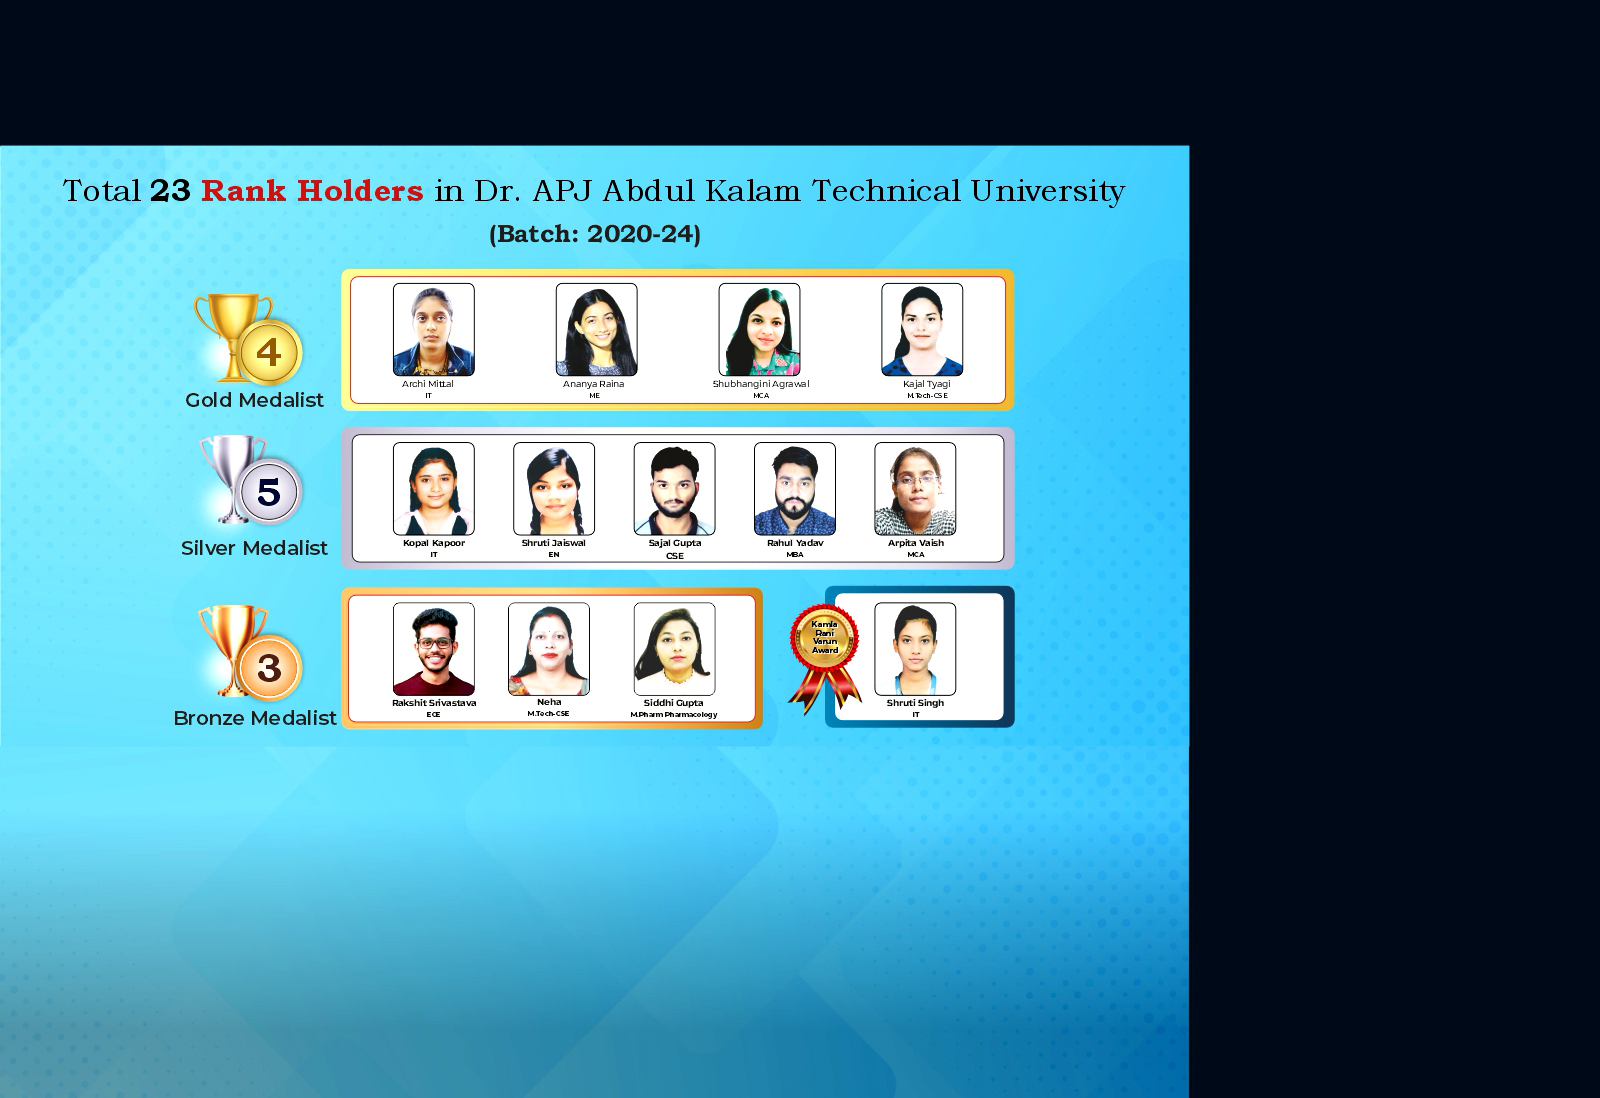 Total 23 Rank Holders in Dr. APJ Abdul Kalam Technical University
(Batch: 2020-24)
4
Gold Medalist
Archi Mittal
IT
Ananya Raina
ME
Shubhangini Agrawal
MCA
Kajal Tyagi
M.Tech-CSE
5
Silver Medalist
Kopal Kapoor
IT
Shruti Jaiswal
EN
Sajal Gupta
CSE
Rahul Yadav
MBA
Arpita Vaish
MCA
3
Bronze Medalist
Rakshit Srivastava
ECE
Neha
M.Tech-CSE
Siddhi Gupta
M.Pharm Pharmacology
Kamla
Rani
Varun
Award
Shruti Singh
IT